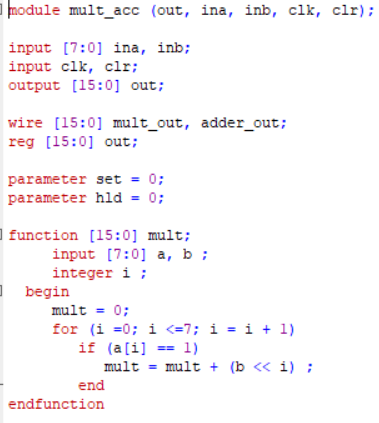 module mult_acc (out, ina, inb, clk, clr);
input [7:0] ina, inb;
input clk, clr;
output [15:0] out;
wire [15:0] mult_out, adder_out;
reg [15:0] out;
parameter set = 0;
parameter hld = 0;
function [15:0] mult;
input [7:0] a, b ;
integer i ;
begin
mult = 0;
for (i =0; i <=7; i = i + 1)
if (a[i] == 1)
mult = mult + (b << i) ;
end
endfunction